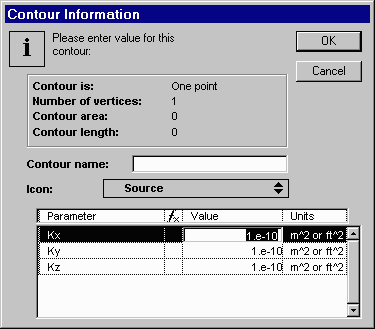 Contour Information
Please enter value for this
contour:
OK
Cancel
Contour is: One point
Number of vertices: 1
Contour area: 0
Contour length: 0
Contour name:
Icon: Source
Parameter fx Value Units
Kx 1.e-10 m^2 or ft^2
Ky 1.e-10 m^2 or ft^2
Kz 1.e-10 m^2 or ft^2